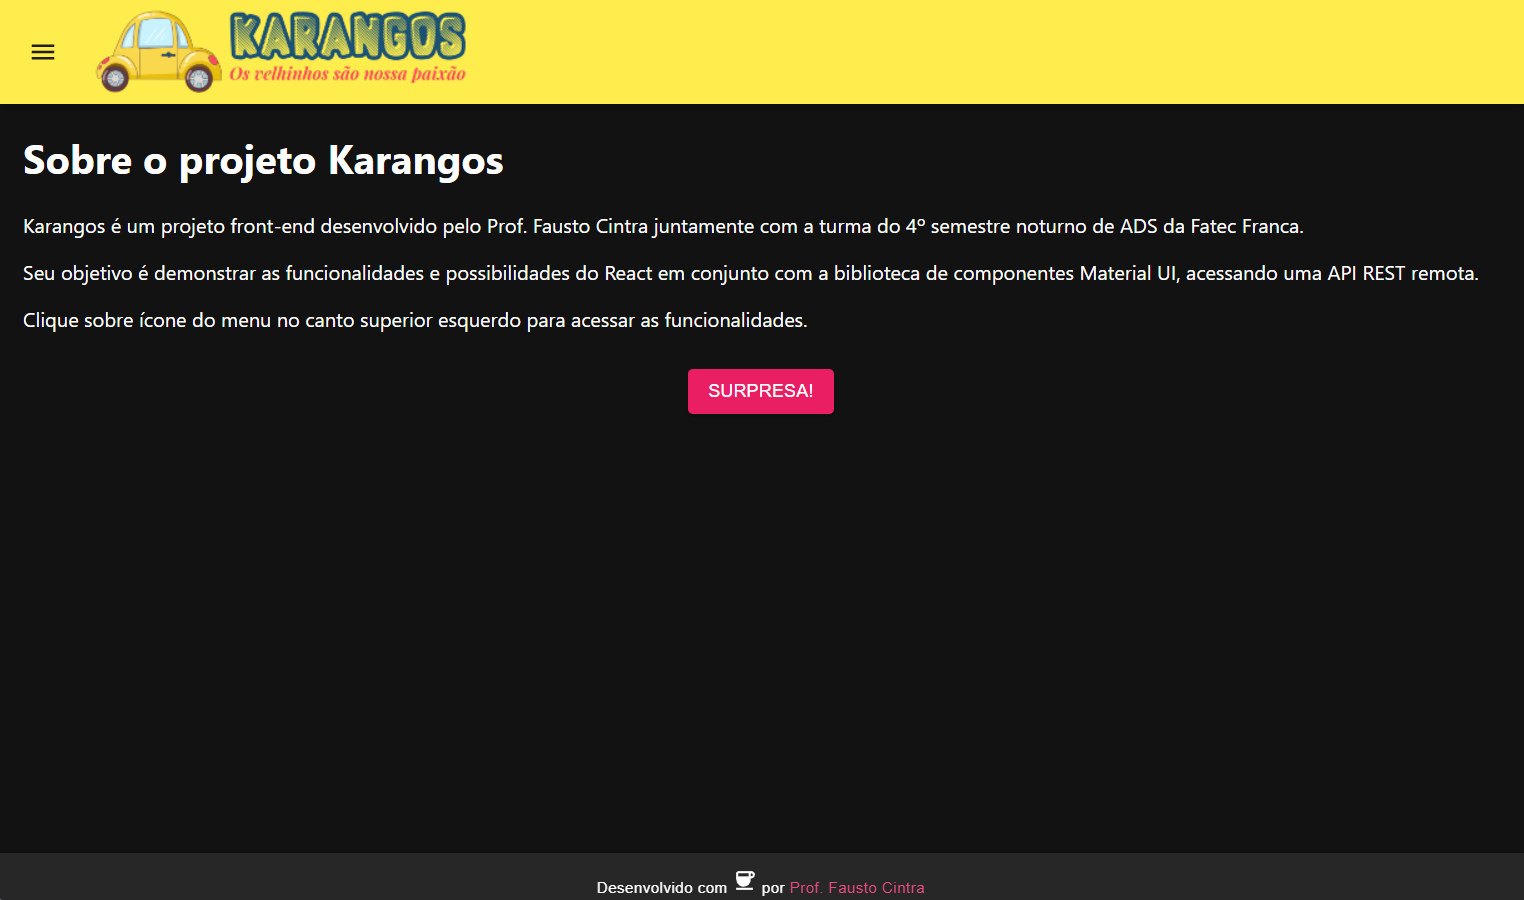 KARANGOS
Os velhinhos são nossa paixão
Sobre o projeto Karangos
Karangos é um projeto front-end desenvolvido pelo Prof. Fausto Cintra juntamente com a turma do 4º semestre noturno de ADS da Fatec Franca.
Seu objetivo é demonstrar as funcionalidades e possibilidades do React em conjunto com a biblioteca de componentes Material UI, acessando uma API REST remota.
Clique sobre ícone do menu no canto superior esquerdo para acessar as funcionalidades.
SURPRESA!
Desenvolvido com por Prof. Fausto Cintra